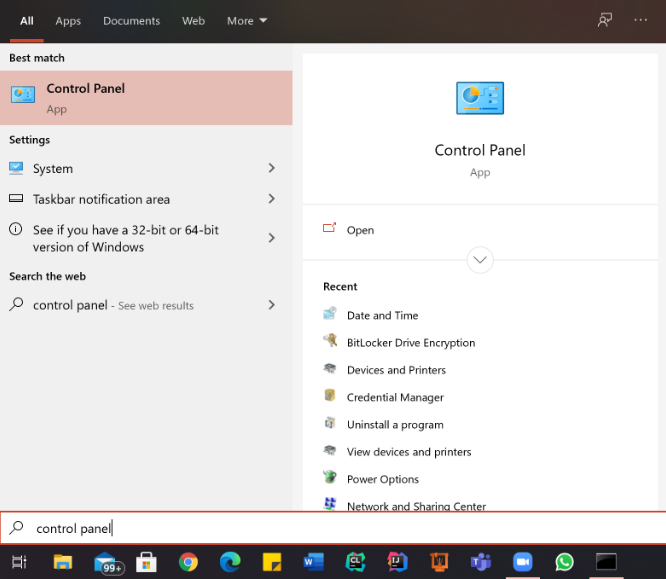 All Apps Documents Web More
Best match
Control Panel
App
Settings
System
Taskbar notification area
See if you have a 32-bit or 64-bit
version of Windows
Search the web
control panel - See web results
Control Panel
App
Open
Recent
Date and Time
BitLocker Drive Encryption
Devices and Printers
Credential Manager
Uninstall a program
View devices and printers
Power Options
Network and Sharing Center
control panel
99+
W
CL
IJ